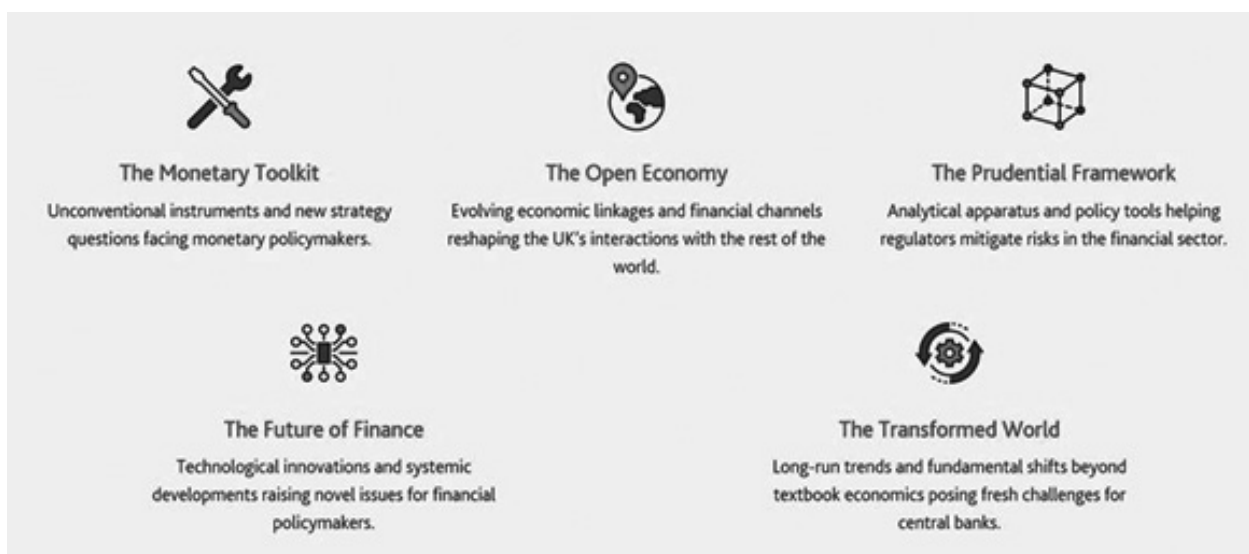 The Monetary Toolkit
Unconventional instruments and new strategy
questions facing monetary policymakers.
The Open Economy
Evolving economic linkages and financial channels
reshaping the UK's interactions with the rest of the
world.
The Prudential Framework
Analytical apparatus and policy tools helping
regulators mitigate risks in the financial sector.
The Future of Finance
Technological innovations and systemic
developments raising novel issues for financial
policymakers.
The Transformed World
Long-run trends and fundamental shifts beyond
textbook economics posing fresh challenges for
central banks.